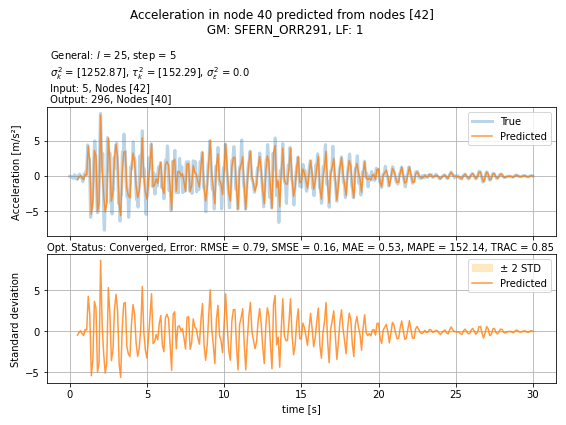 Acceleration in node 40 predicted from nodes [42]
GM: SFERN_ORR291, LF: 1
General: l = 25, step = 5
σ²ₖ = [1252.87], τ²ₖ = [152.29], σ²ε = 0.0
Input: 5, Nodes [42]
Output: 296, Nodes [40]
True
Predicted
Acceleration [m/s²]
5
0
−5
Opt. Status: Converged, Error: RMSE = 0.79, SMSE = 0.16, MAE = 0.53, MAPE = 152.14, TRAC = 0.85
± 2 STD
Predicted
Standard deviation
5
0
−5
0 5 10 15 20 25 30
time [s]